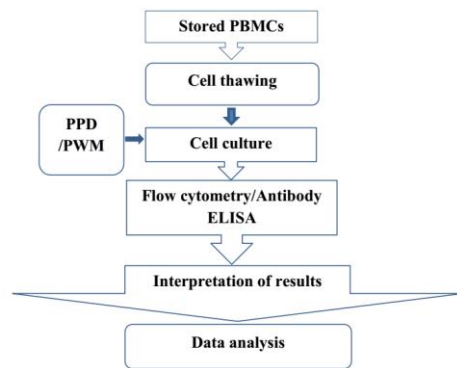 Stored PBMCs
Cell thawing
PPD
/PWM
Cell culture
Flow cytometry/Antibody
ELISA
Interpretation of results
Data analysis